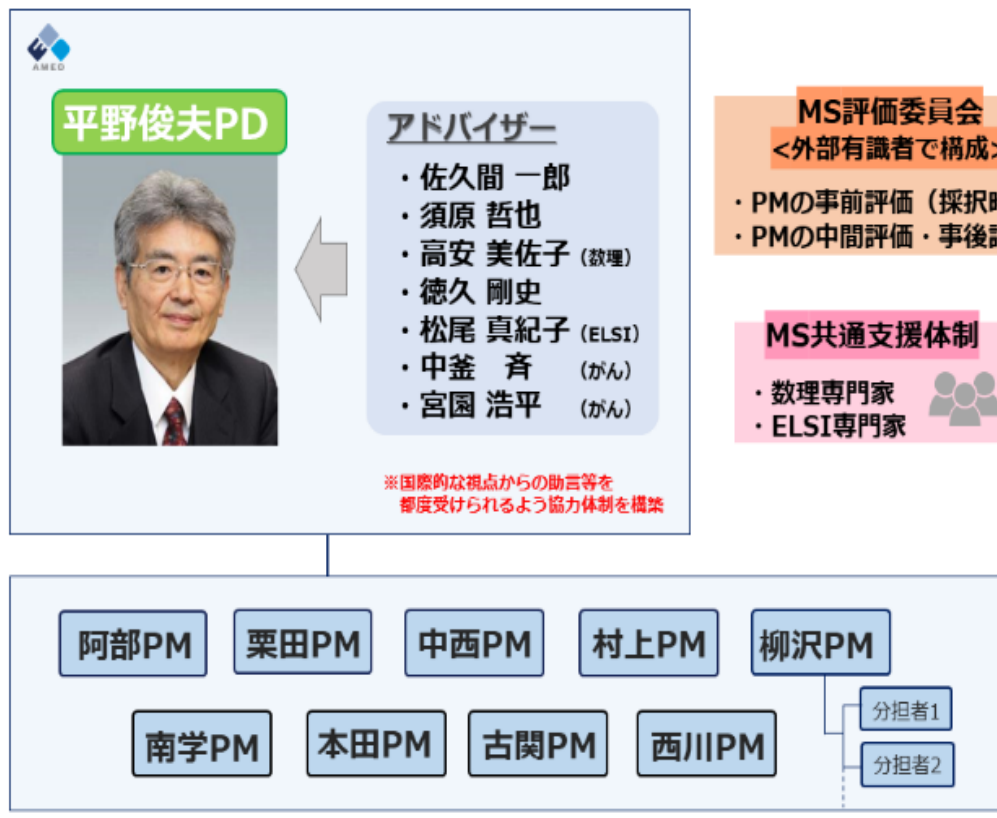 AMED
平野俊夫PD
アドバイザー
・佐久間 一郎
・須原 哲也
・高安 美佐子 (数理)
・徳久 剛史
・松尾 真紀子 (ELSI)
・中釜 斉 (がん)
・宮園 浩平 (がん)
※国際的な視点からの助言等を
都度受けられるよう協力体制を構築
MS評価委員会
<外部有識者で構成>
・PMの事前評価（採択
・PMの中間評価・事後
MS共通支援体制
・数理専門家
・ELSI専門家
阿部PM
栗田PM
中西PM
村上PM
柳沢PM
分担者1
分担者2
南学PM
本田PM
古関PM
西川PM